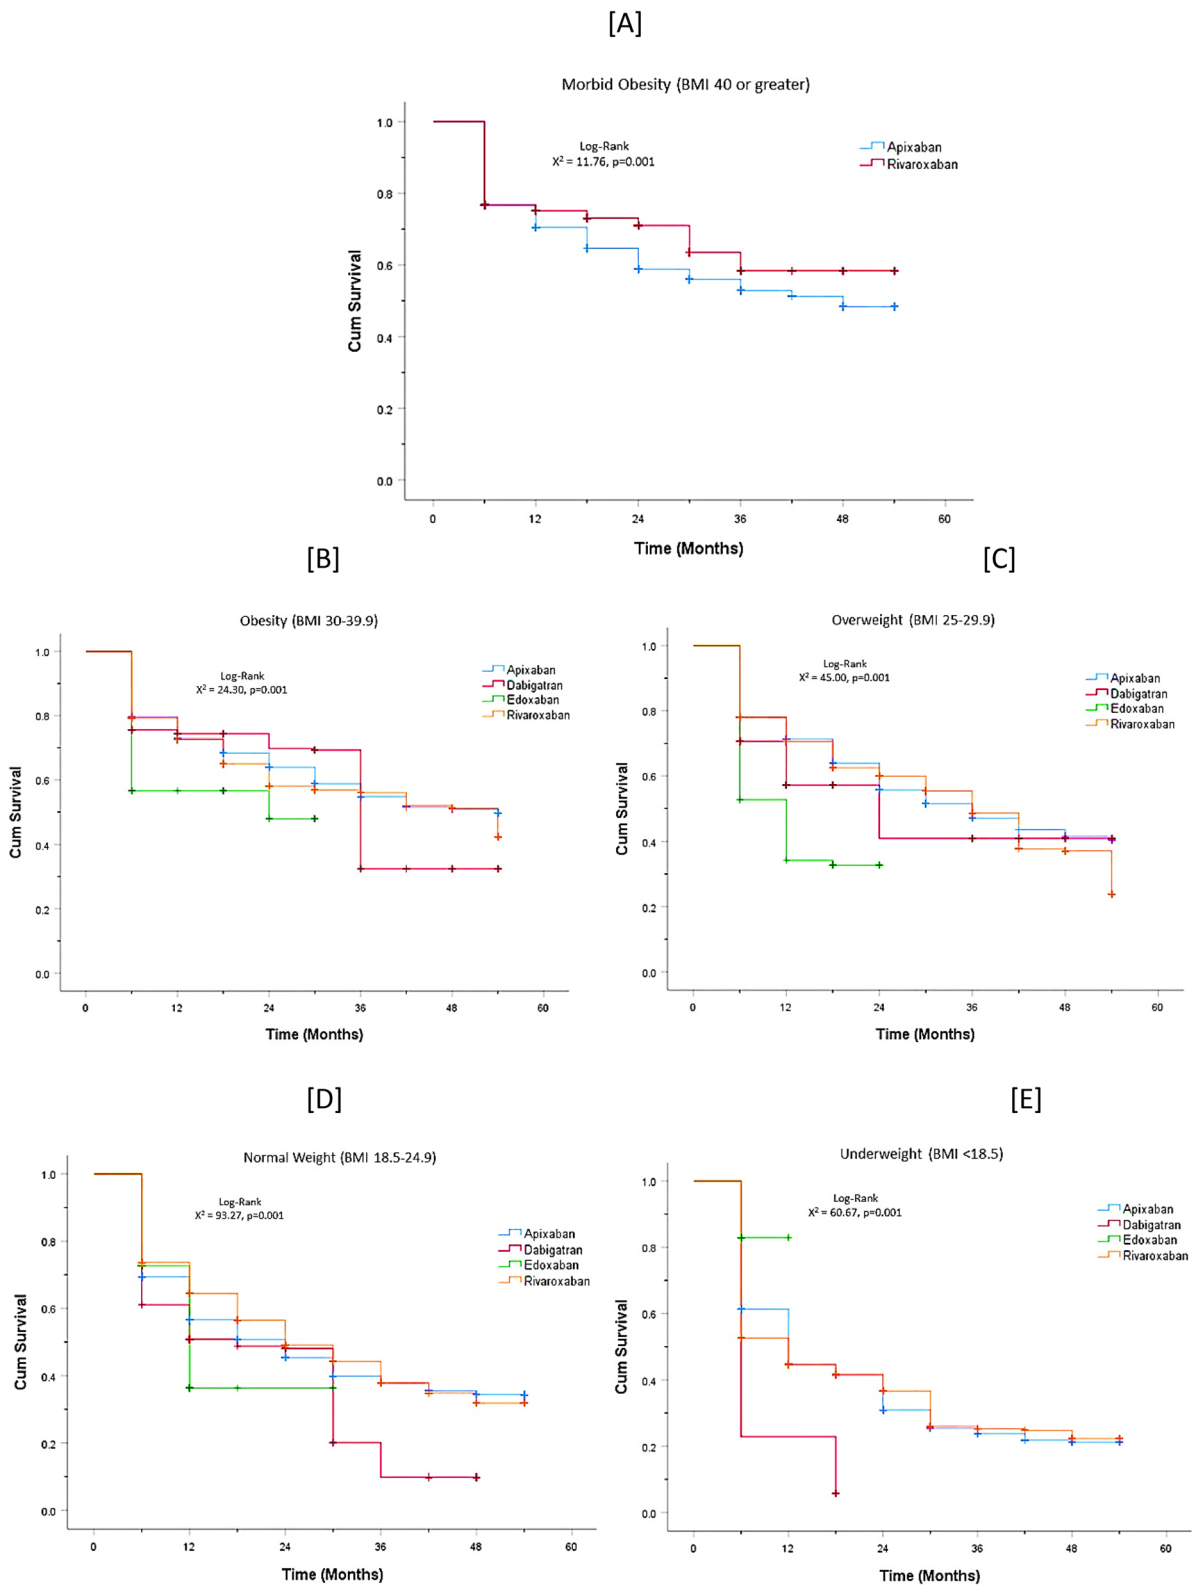 [A]
Morbid Obesity (BMI 40 or greater)
Log-Rank
X² = 11.76, p=0.001
Apixaban
Rivaroxaban
1.0
0.8
0.6
0.4
0.2
0.0
Cum Survival
0 12 24 36 48 60
Time (Months)
[B]
Obesity (BMI 30-39.9)
Log-Rank
X² = 24.30, p=0.001
Apixaban
Dabigatran
Edoxaban
Rivaroxaban
1.0
0.8
0.6
0.4
0.2
0.0
Cum Survival
0 12 24 36 48 60
Time (Months)
[C]
Overweight (BMI 25-29.9)
Log-Rank
X² = 45.00, p=0.001
Apixaban
Dabigatran
Edoxaban
Rivaroxaban
1.0
0.8
0.6
0.4
0.2
0.0
Cum Survival
0 12 24 36 48 60
Time (Months)
[D]
Normal Weight (BMI 18.5-24.9)
Log-Rank
X² = 93.27, p=0.001
Apixaban
Dabigatran
Edoxaban
Rivaroxaban
1.0
0.8
0.6
0.4
0.2
0.0
Cum Survival
0 12 24 36 48 60
Time (Months)
[E]
Underweight (BMI <18.5)
Log-Rank
X² = 60.67, p=0.001
Apixaban
Dabigatran
Edoxaban
Rivaroxaban
1.0
0.8
0.6
0.4
0.2
0.0
Cum Survival
0 12 24 36 48 60
Time (Months)